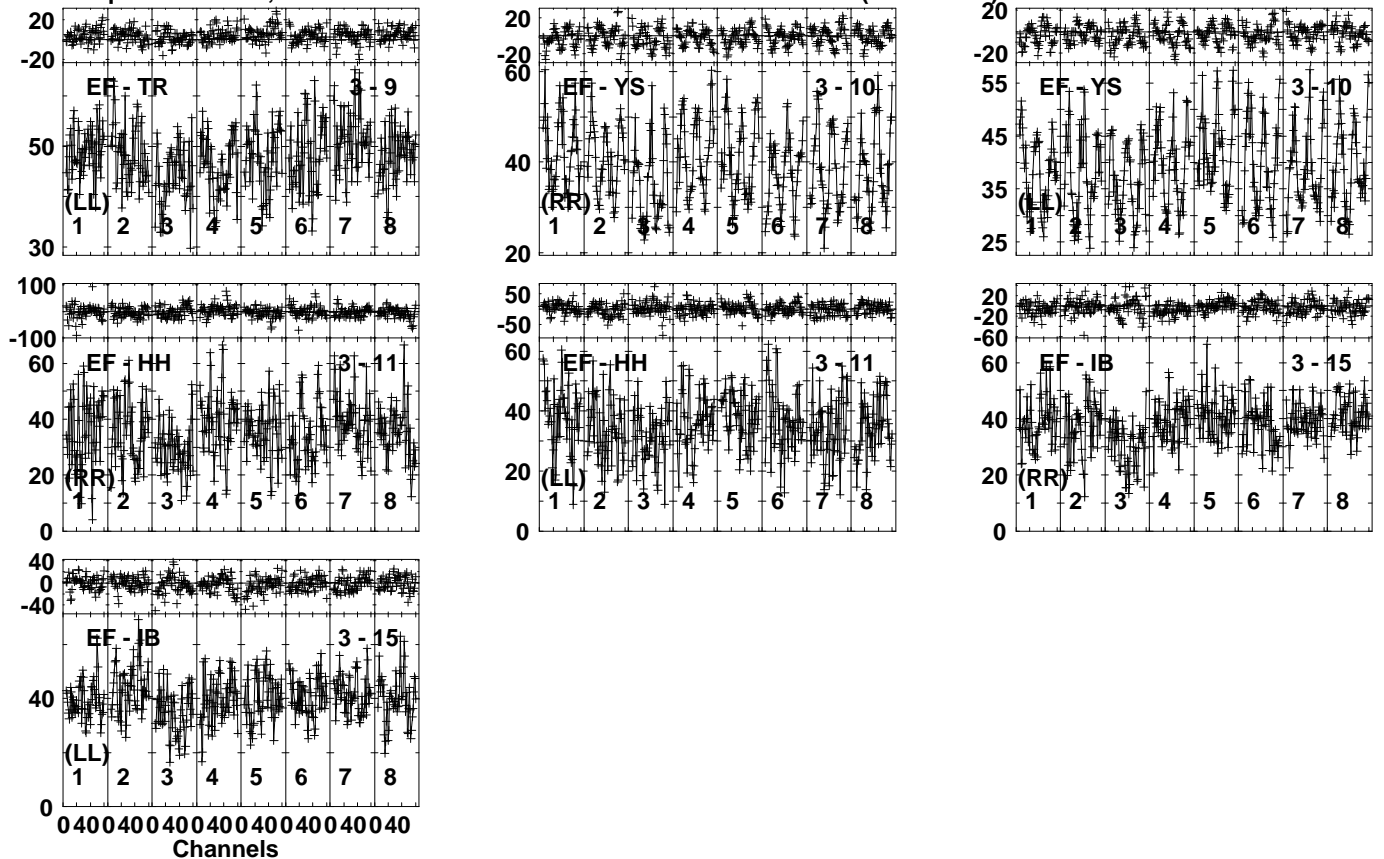 20
-20
EF - TR 3 - 9
50
(LL)
1 2 3 4 5 6 7 8
30
20
-20
60
EF - YS 3 - 10
40
(RR)
1 2 3 4 5 6 7 8
20
20
-20
55
EF - YS 3 - 10
45
35
(LL)
1 2 3 4 5 6 7 8
25
100
-100
60
EF - HH 3 - 11
40
20
(RR)
1 2 3 4 5 6 7 8
0
50
-50
60
EF - HH 3 - 11
40
20
(LL)
1 2 3 4 5 6 7 8
0
20
-20
-60
60
EF - IB 3 - 15
40
20
(RR)
1 2 3 4 5 6 7 8
0
40
0
-40
EF - IB 3 - 15
40
(LL)
1 2 3 4 5 6 7 8
0
0 40 0 40 0 40 0 40 0 40 0 40 0 40 0 40
Channels